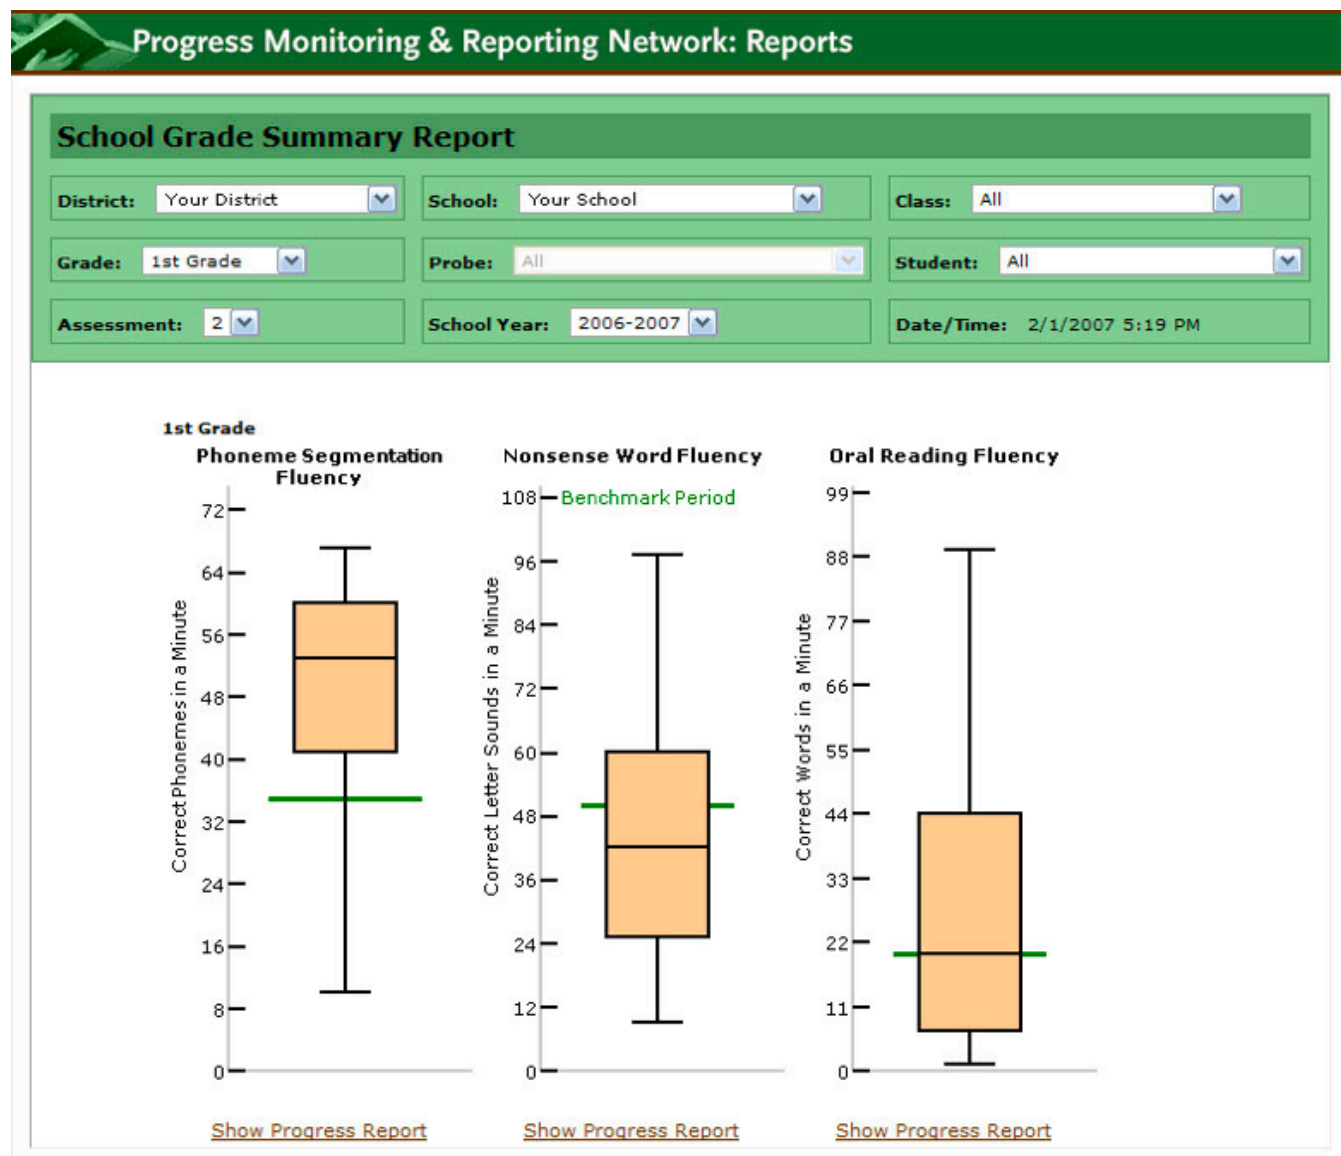 Progress Monitoring & Reporting Network: Reports
School Grade Summary Report
District: Your District School: Your School Class: All
Grade: 1st Grade Probe: All Student: All
Assessment: 2 School Year: 2006-2007 Date/Time: 2/1/2007 5:19 PM
1st Grade
Phoneme Segmentation
Fluency
Correct Phonemes in a Minute
72
64
56
48
40
32
24
16
8
0
Show Progress Report
Nonsense Word Fluency
Benchmark Period
Correct Letter Sounds in a Minute
108
96
84
72
60
48
36
24
12
0
Show Progress Report
Oral Reading Fluency
Correct Words in a Minute
99
88
77
66
55
44
33
22
11
0
Show Progress Report